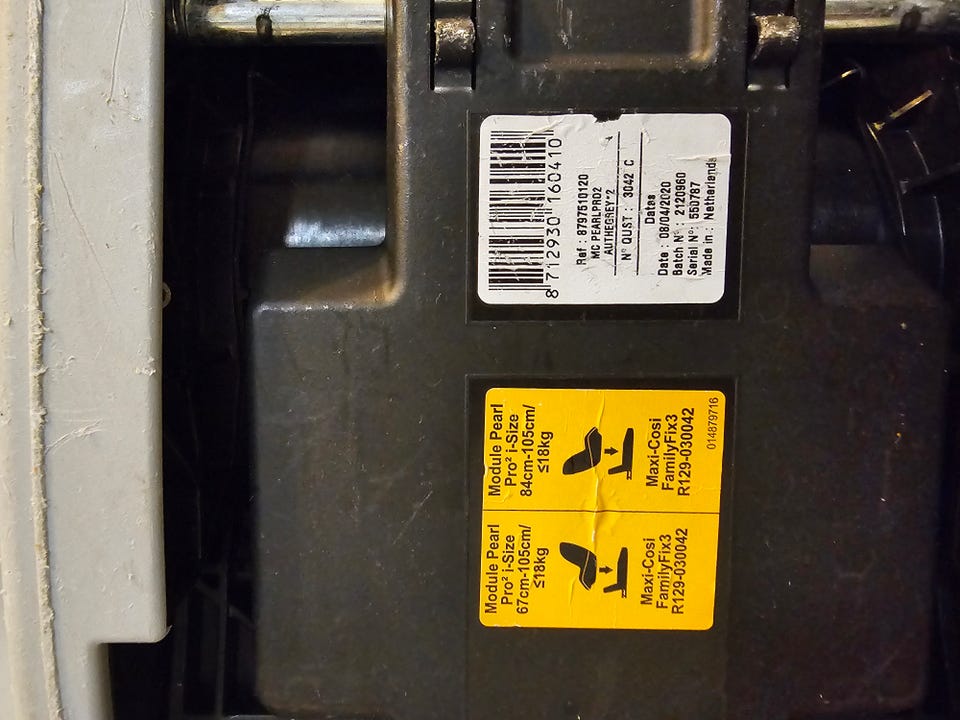 8 712930 160410
Ref : 8797510120
MC PEARLPRO2
AUTHEGREY*2
N° OUST : 3042 C
Dates
Date : 08/04/2020
Batch N° : 2120960
Serial N° : 550787
Made in : Netherlands
Module Pearl
Pro² i-Size
67cm-105cm/
≤18kg
Maxi-Cosi
FamilyFix3
R129-030042
Module Pearl
Pro² i-Size
84cm-105cm/
≤18kg
Maxi-Cosi
FamilyFix3
R129-030042
014879716